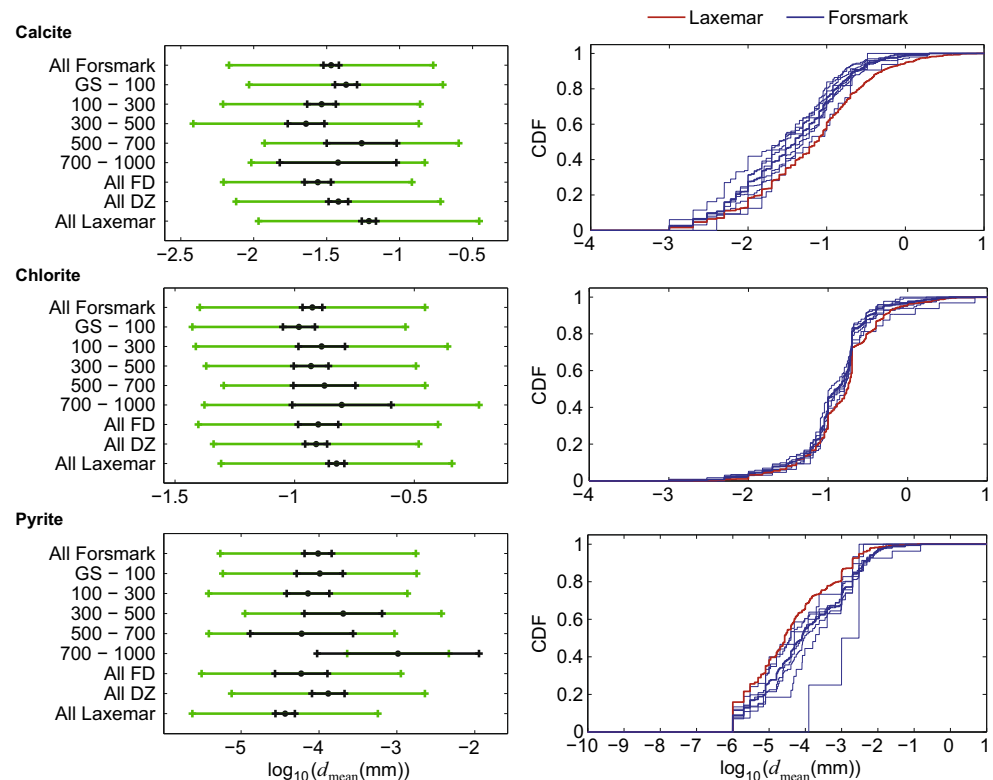 Laxemar Forsmark
Calcite
All Forsmark
GS − 100
100 − 300
300 − 500
500 − 700
700 − 1000
All FD
All DZ
All Laxemar
−2.5 −2 −1.5 −1 −0.5
CDF
1
0.8
0.6
0.4
0.2
0
−4 −3 −2 −1 0 1
Chlorite
All Forsmark
GS − 100
100 − 300
300 − 500
500 − 700
700 − 1000
All FD
All DZ
All Laxemar
−1.5 −1 −0.5
CDF
1
0.8
0.6
0.4
0.2
0
−4 −3 −2 −1 0 1
Pyrite
All Forsmark
GS − 100
100 − 300
300 − 500
500 − 700
700 − 1000
All FD
All DZ
All Laxemar
−5 −4 −3 −2
log10(dmean(mm))
CDF
1
0.8
0.6
0.4
0.2
0
−10 −9 −8 −7 −6 −5 −4 −3 −2 −1 0 1
log10(dmean(mm))